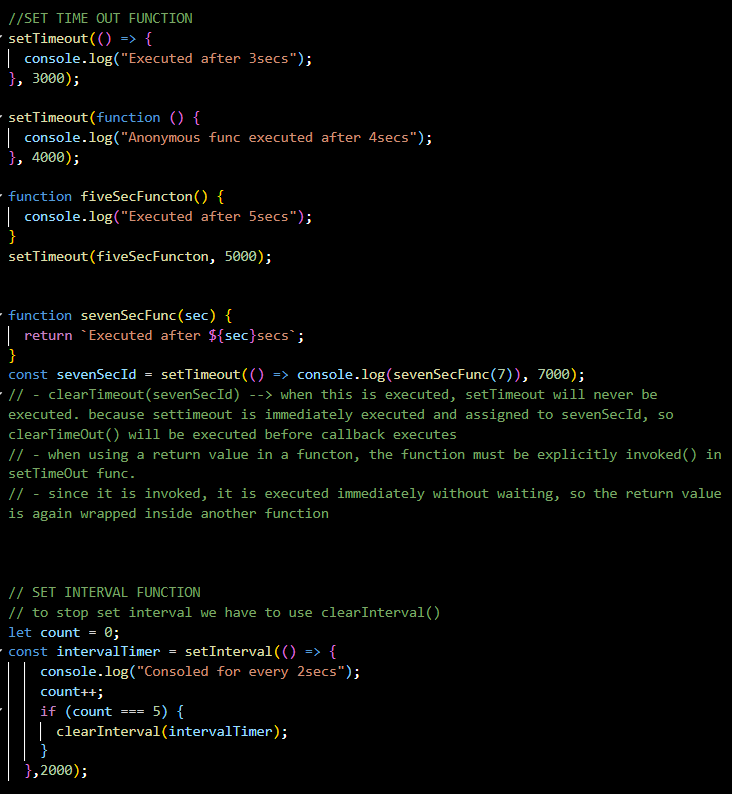 //SET TIME OUT FUNCTION
setTimeout(() => {
  console.log("Executed after 3secs");
}, 3000);
setTimeout(function () {
  console.log("Anonymous func executed after 4secs");
}, 4000);
function fiveSecFuncton() {
  console.log("Executed after 5secs");
}
setTimeout(fiveSecFuncton, 5000);
function sevenSecFunc(sec) {
  return `Executed after ${sec}secs`;
}
const sevenSecId = setTimeout(() => console.log(sevenSecFunc(7)), 7000);
// - clearTimeout(sevenSecId) --> when this is executed, setTimeout will never be
executed. because settimeout is immediately executed and assigned to sevenSecId, so
clearTimeOut() will be executed before callback executes
// - when using a return value in a functon, the function must be explicitly invoked() in
setTimeOut func.
// - since it is invoked, it is executed immediately without waiting, so the return value
is again wrapped inside another function
// SET INTERVAL FUNCTION
// to stop set interval we have to use clearInterval()
let count = 0;
const intervalTimer = setInterval(() => {
    console.log("Consoled for every 2secs");
    count++;
    if (count === 5) {
      clearInterval(intervalTimer);
    }
  },2000);